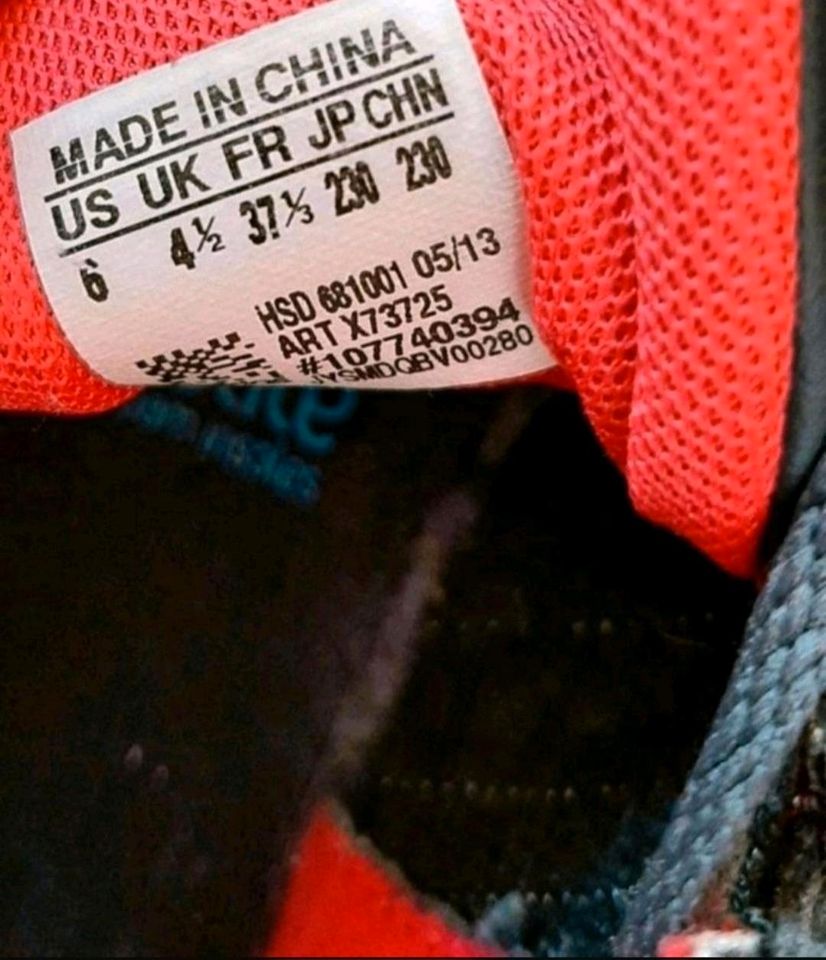 MADE IN CHINA
US UK FR JP CHN
6 4½ 37⅓ 230 230
HSD 681001 05/13
ART X73725
#107740394